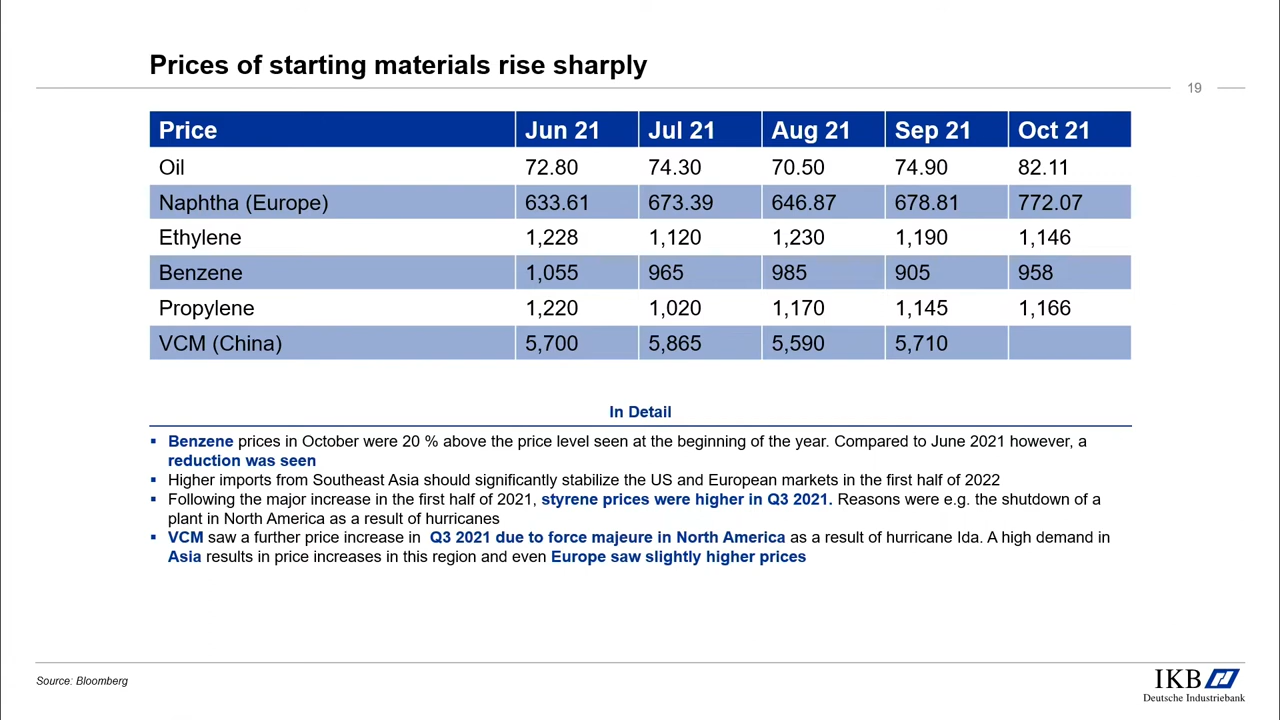 Prices of starting materials rise sharply
19
Price Jun 21 Jul 21 Aug 21 Sep 21 Oct 21
Oil 72.80 74.30 70.50 74.90 82.11
Naphtha (Europe) 633.61 673.39 646.87 678.81 772.07
Ethylene 1,228 1,120 1,230 1,190 1,146
Benzene 1,055 965 985 905 958
Propylene 1,220 1,020 1,170 1,145 1,166
VCM (China) 5,700 5,865 5,590 5,710
In Detail
▪ Benzene prices in October were 20 % above the price level seen at the beginning of the year. Compared to June 2021 however, a
reduction was seen
▪ Higher imports from Southeast Asia should significantly stabilize the US and European markets in the first half of 2022
▪ Following the major increase in the first half of 2021, styrene prices were higher in Q3 2021. Reasons were e.g. the shutdown of a
plant in North America as a result of hurricanes
▪ VCM saw a further price increase in Q3 2021 due to force majeure in North America as a result of hurricane Ida. A high demand in
Asia results in price increases in this region and even Europe saw slightly higher prices
Source: Bloomberg
IKB
Deutsche Industriebank